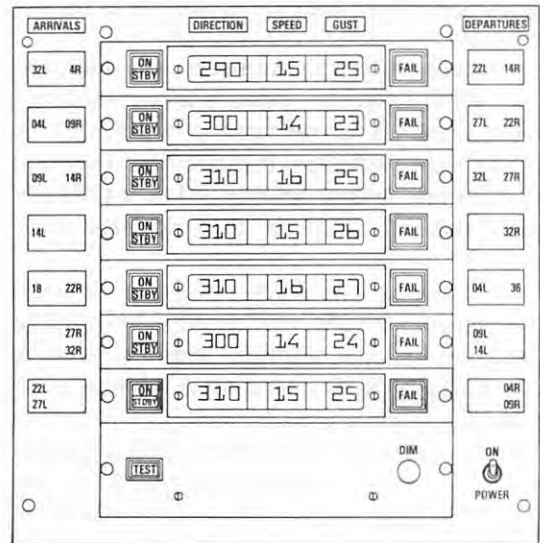 ARRIVALS DIRECTION SPEED GUST DEPARTURES
32L 4R ON STBY 290 15 25 FAIL 22L 14R
04L 09R ON STBY 300 14 23 FAIL 27L 22R
09L 14R ON STBY 310 16 25 FAIL 32L 27R
14L ON STBY 310 15 26 FAIL 32R
18 22R ON STBY 310 16 27 FAIL 04L 36
27R 32R ON STBY 300 14 24 FAIL 09L 14L
22L 27L ON STDBY 310 15 25 FAIL 04R 09R
TEST DIM ON
POWER